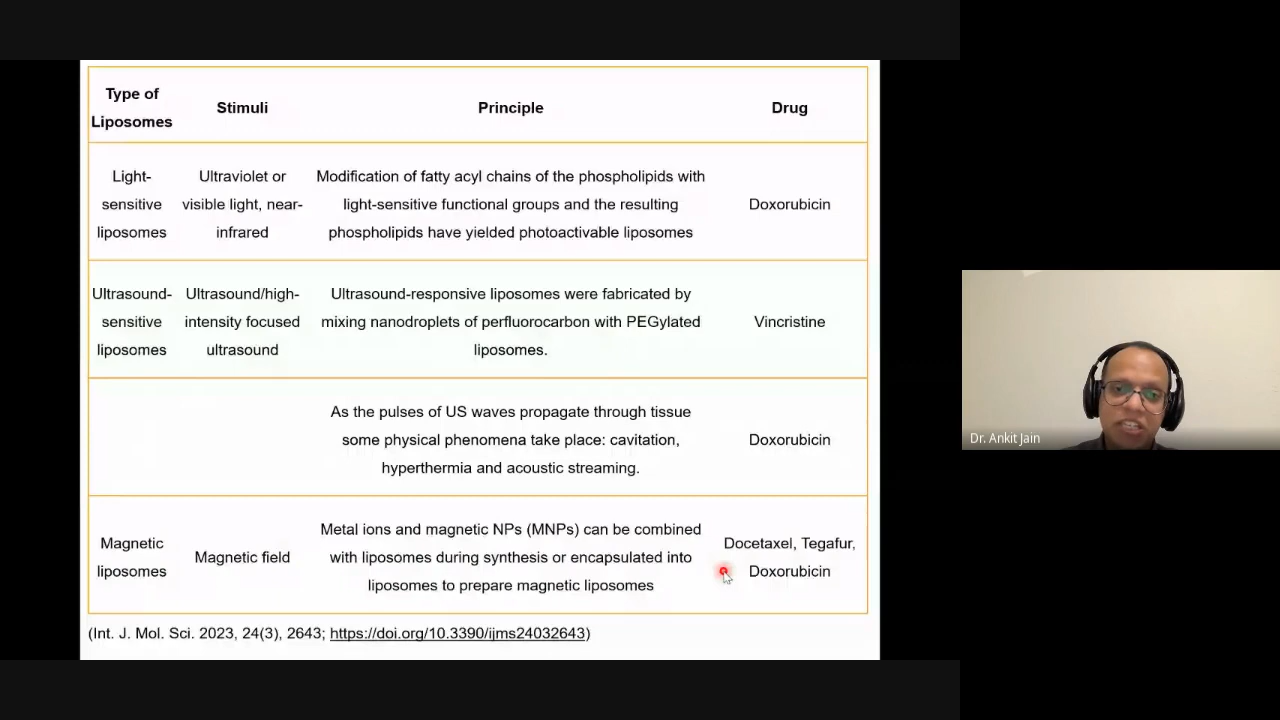 Type of
Liposomes
Stimuli
Principle
Drug
Light-
sensitive
liposomes
Ultraviolet or
visible light, near-
infrared
Modification of fatty acyl chains of the phospholipids with
light-sensitive functional groups and the resulting
phospholipids have yielded photoactivable liposomes
Doxorubicin
Ultrasound-
sensitive
liposomes
Ultrasound/high-
intensity focused
ultrasound
Ultrasound-responsive liposomes were fabricated by
mixing nanodroplets of perfluorocarbon with PEGylated
liposomes.
Vincristine
As the pulses of US waves propagate through tissue
some physical phenomena take place: cavitation,
hyperthermia and acoustic streaming.
Doxorubicin
Magnetic
liposomes
Magnetic field
Metal ions and magnetic NPs (MNPs) can be combined
with liposomes during synthesis or encapsulated into
liposomes to prepare magnetic liposomes
Docetaxel, Tegafur,
Doxorubicin
(Int. J. Mol. Sci. 2023, 24(3), 2643; https://doi.org/10.3390/ijms24032643)
Dr. Ankit Jain